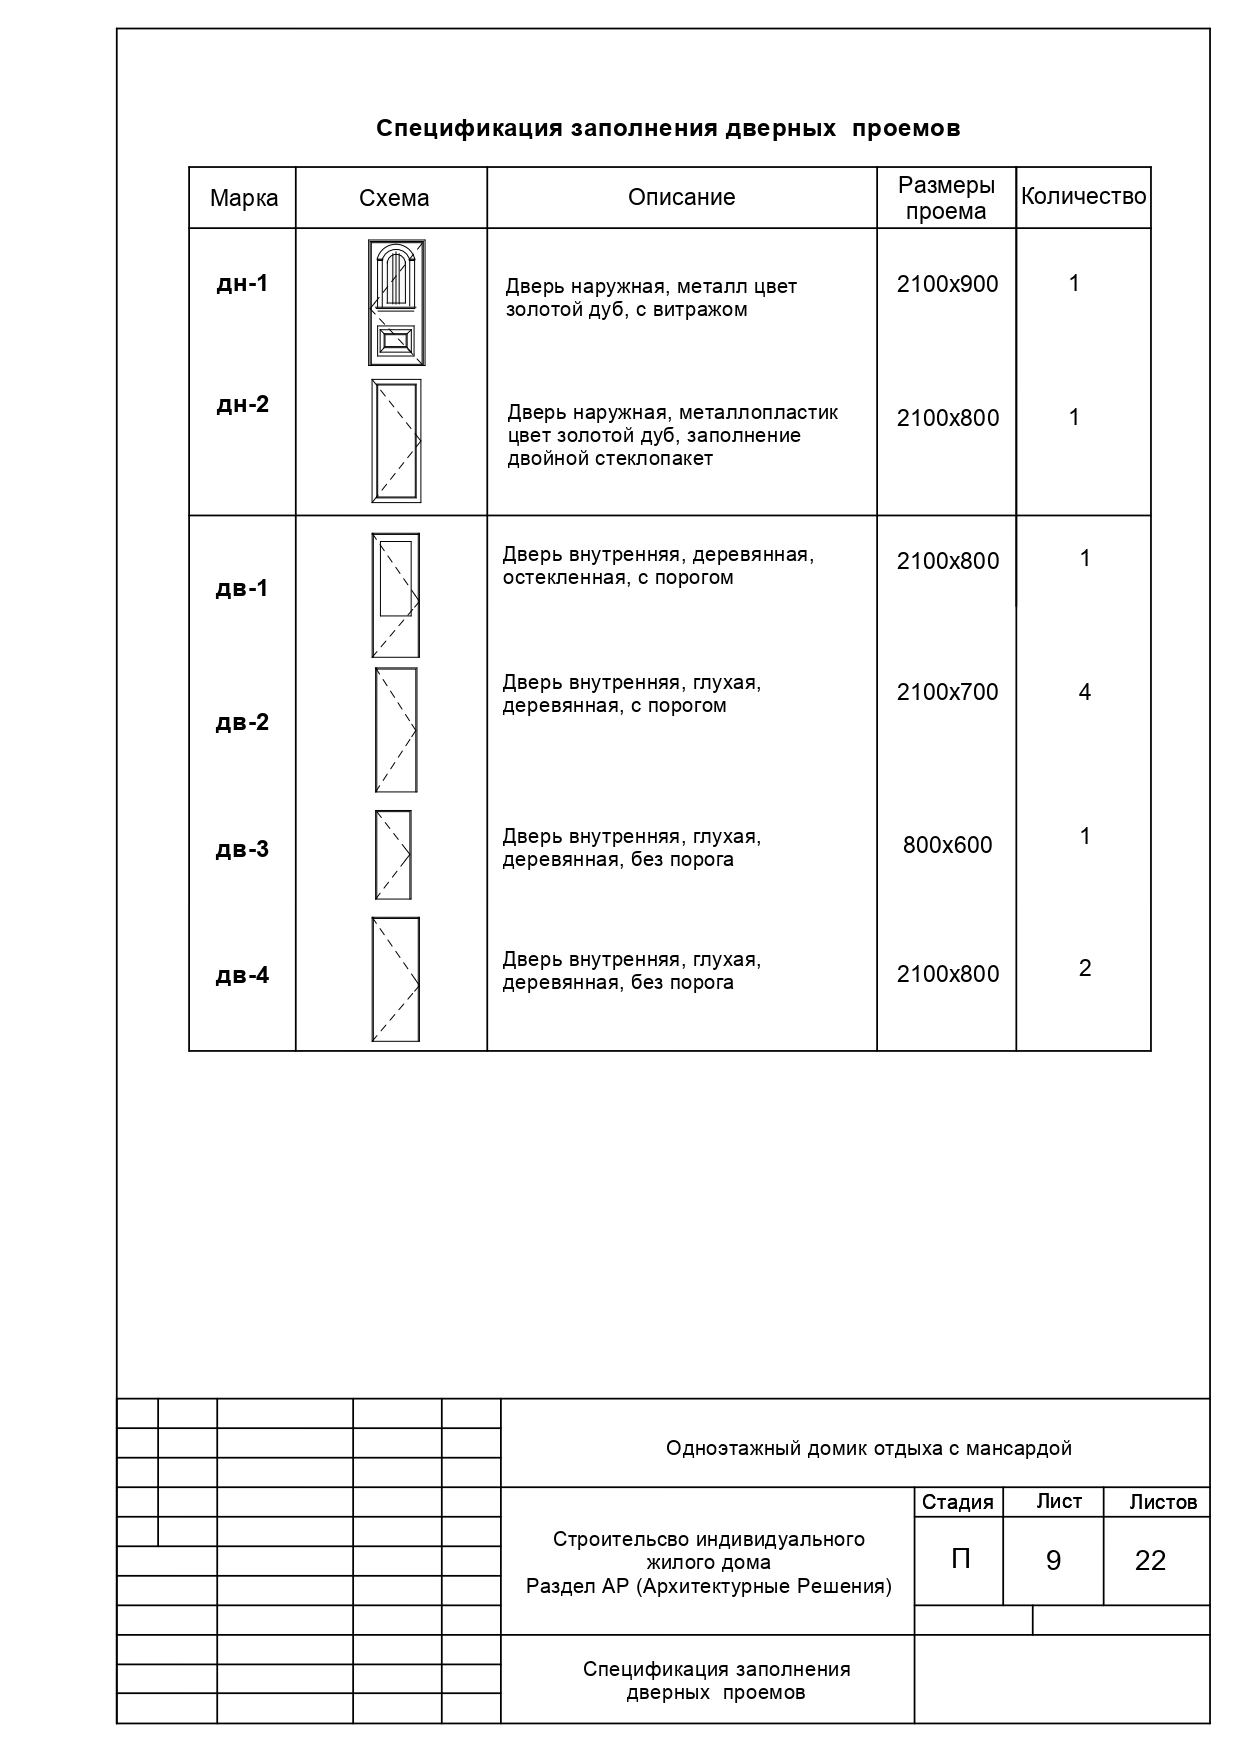 Спецификация заполнения дверных проемов
Марка
Схема
Описание
Размеры
проема
Количество
дн-1
Дверь наружная, металл цвет
золотой дуб, с витражом
2100х900
1
дн-2
Дверь наружная, металлопластик
цвет золотой дуб, заполнение
двойной стеклопакет
2100х800
1
дв-1
Дверь внутренняя, деревянная,
остекленная, с порогом
2100х800
1
дв-2
Дверь внутренняя, глухая,
деревянная, с порогом
2100х700
4
дв-3
Дверь внутренняя, глухая,
деревянная, без порога
800х600
1
дв-4
Дверь внутренняя, глухая,
деревянная, без порога
2100х800
2
Одноэтажный домик отдыха с мансардой
Строительсво индивидуального
жилого дома
Раздел АР (Архитектурные Решения)
Стадия
Лист
Листов
П
9
22
Спецификация заполнения
дверных проемов